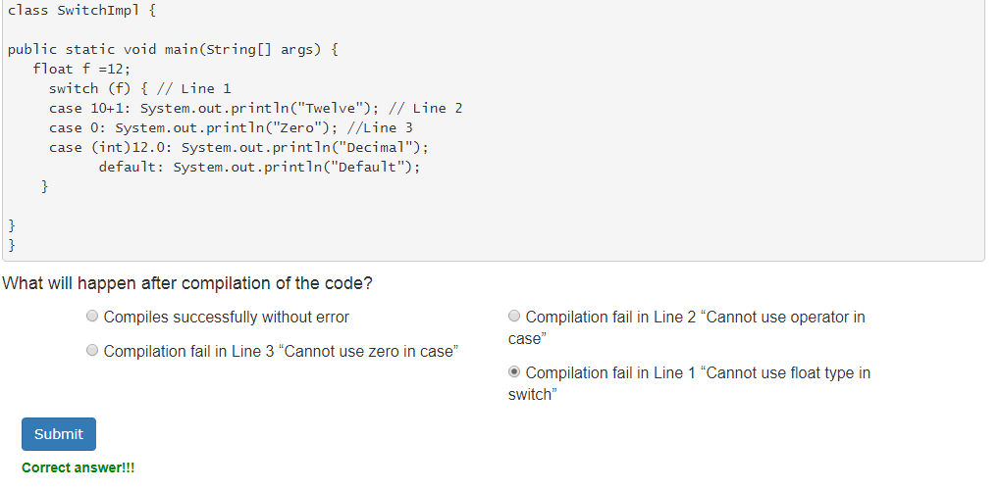 class SwitchImpl {
public static void main(String[] args) {
float f =12;
switch (f) { // Line 1
case 10+1: System.out.println("Twelve"); // Line 2
case 0: System.out.println("Zero"); //Line 3
case (int)12.0: System.out.println("Decimal");
default: System.out.println("Default");
}
}
}
What will happen after compilation of the code?
Compiles successfully without error
Compilation fail in Line 3 “Cannot use zero in case”
Compilation fail in Line 2 “Cannot use operator in
case”
Compilation fail in Line 1 “Cannot use float type in
switch”
Submit
Correct answer!!!